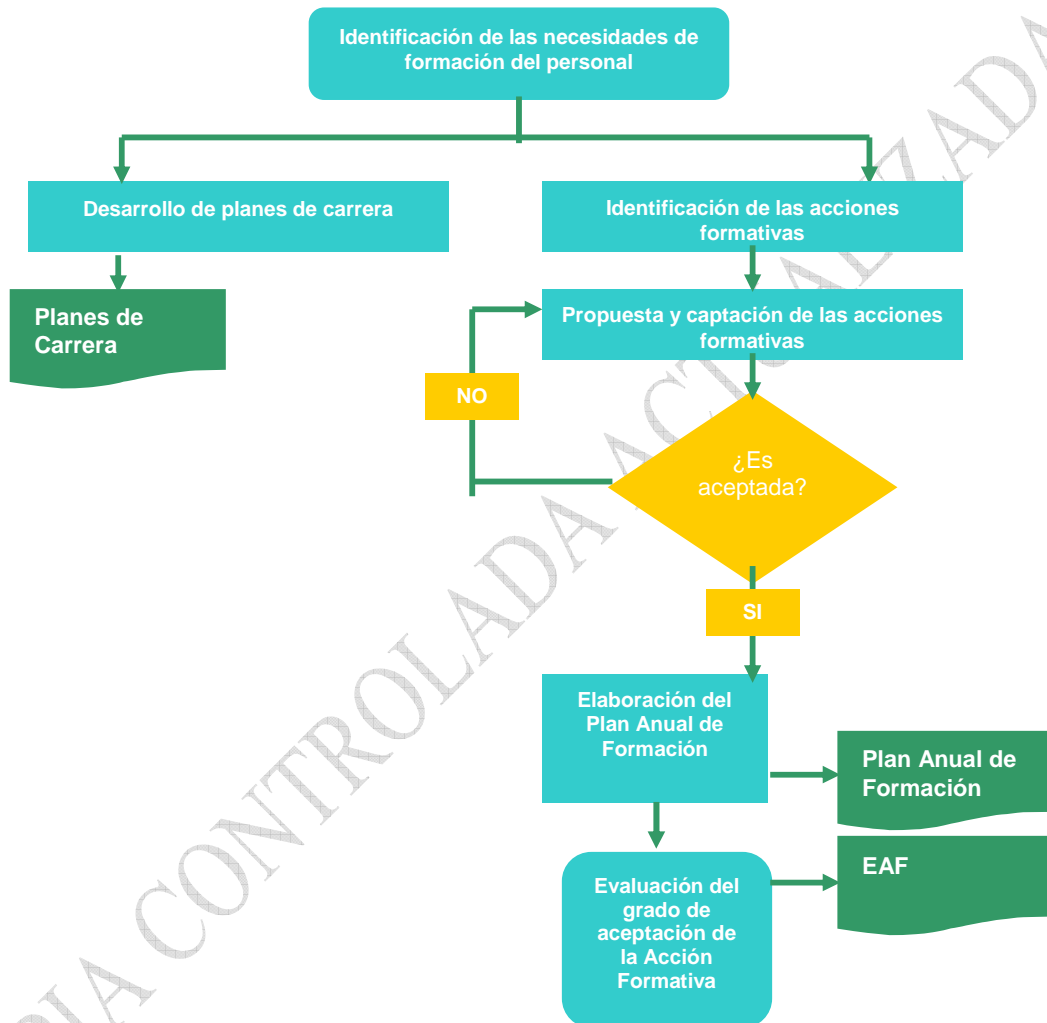 Identificación de las necesidades de
formación del personal
Desarrollo de planes de carrera
Identificación de las acciones
formativas
Planes de
Carrera
Propuesta y captación de las acciones
formativas
NO
¿Es
aceptada?
SI
Elaboración del
Plan Anual de
Formación
Plan Anual de
Formación
Evaluación del
grado de
aceptación de
la Acción
Formativa
EAF
PIA CONTROLADA ACTUALIZADA